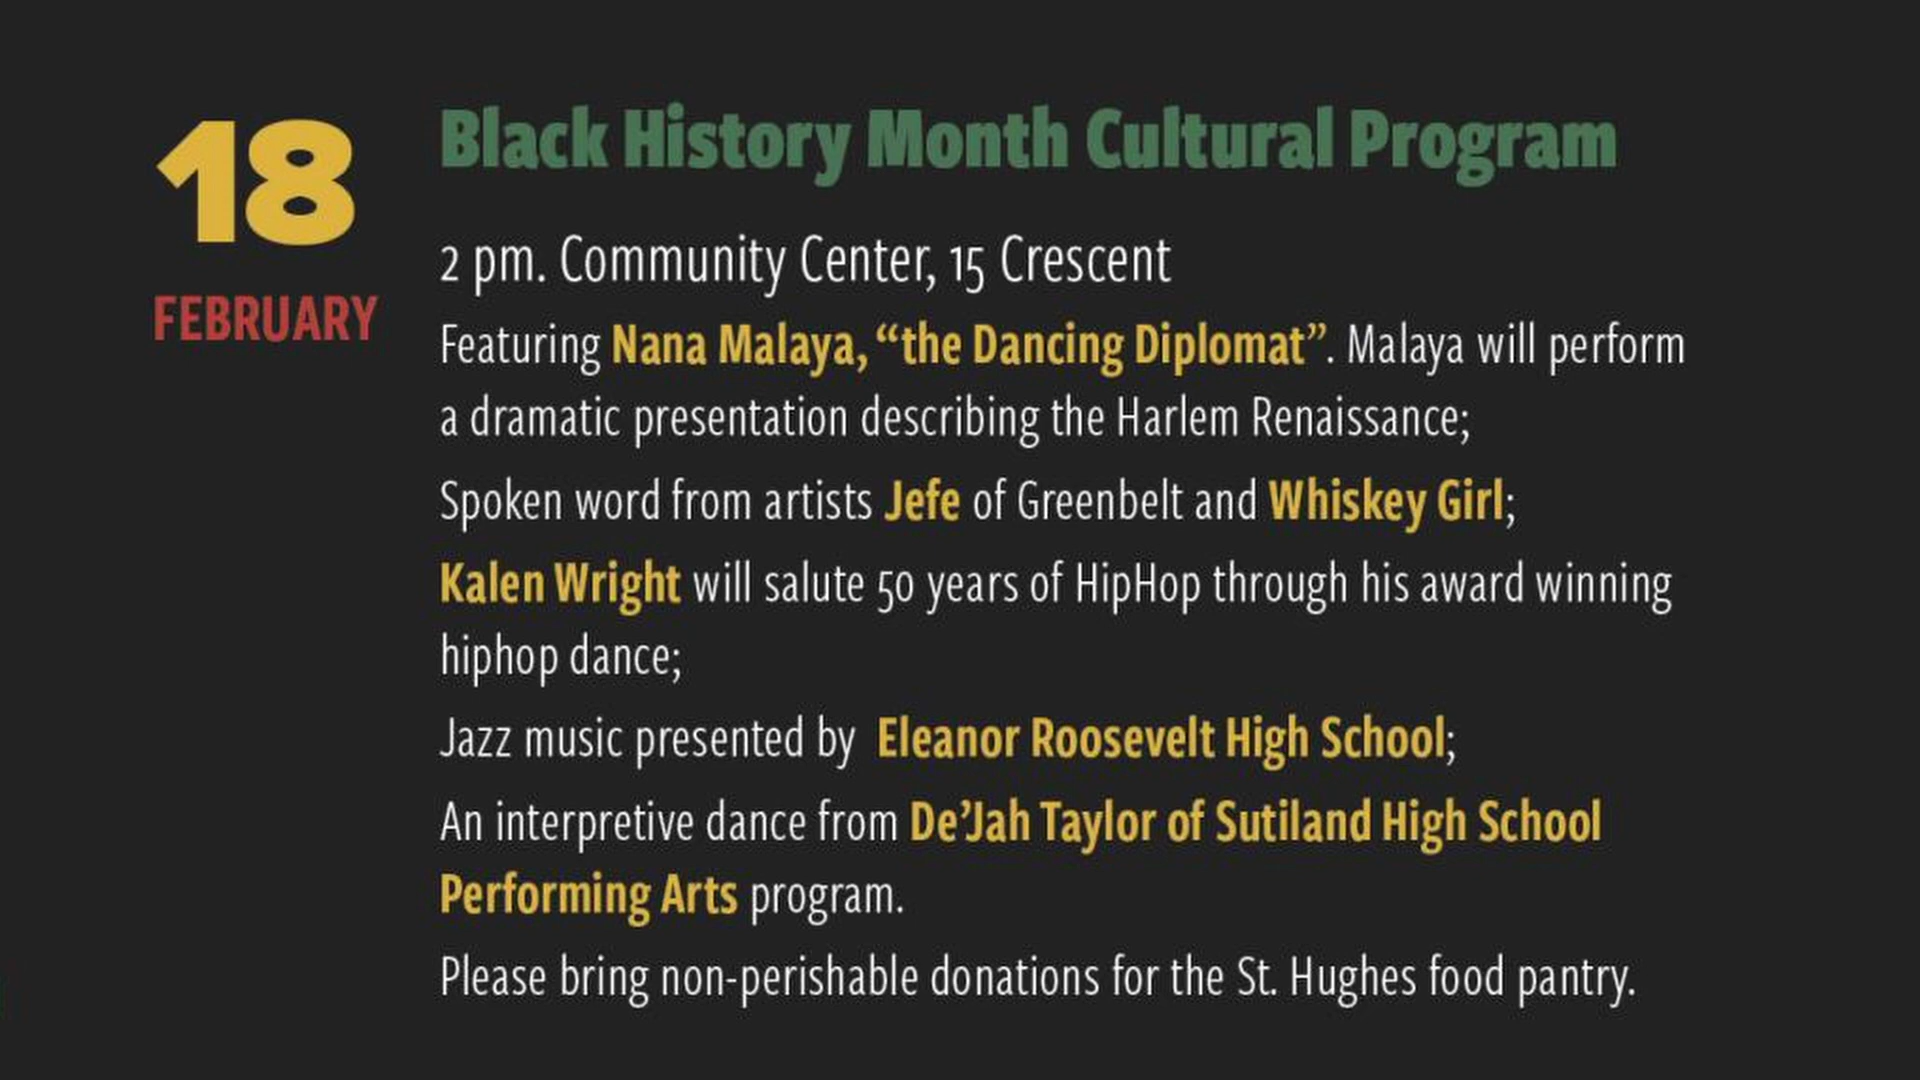 18
FEBRUARY
Black History Month Cultural Program
2 pm. Community Center, 15 Crescent
Featuring Nana Malaya, “the Dancing Diplomat”. Malaya will perform
a dramatic presentation describing the Harlem Renaissance;
Spoken word from artists Jefe of Greenbelt and Whiskey Girl;
Kalen Wright will salute 50 years of HipHop through his award winning
hiphop dance;
Jazz music presented by Eleanor Roosevelt High School;
An interpretive dance from De’Jah Taylor of Sutiland High School
Performing Arts program.
Please bring non-perishable donations for the St. Hughes food pantry.